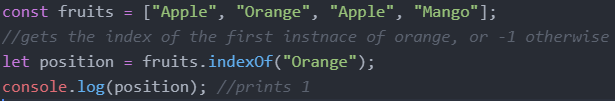 const fruits = ["Apple", "Orange", "Apple", "Mango"];
//gets the index of the first instnace of orange, or -1 otherwise
let position = fruits.indexOf("Orange");
console.log(position); //prints 1